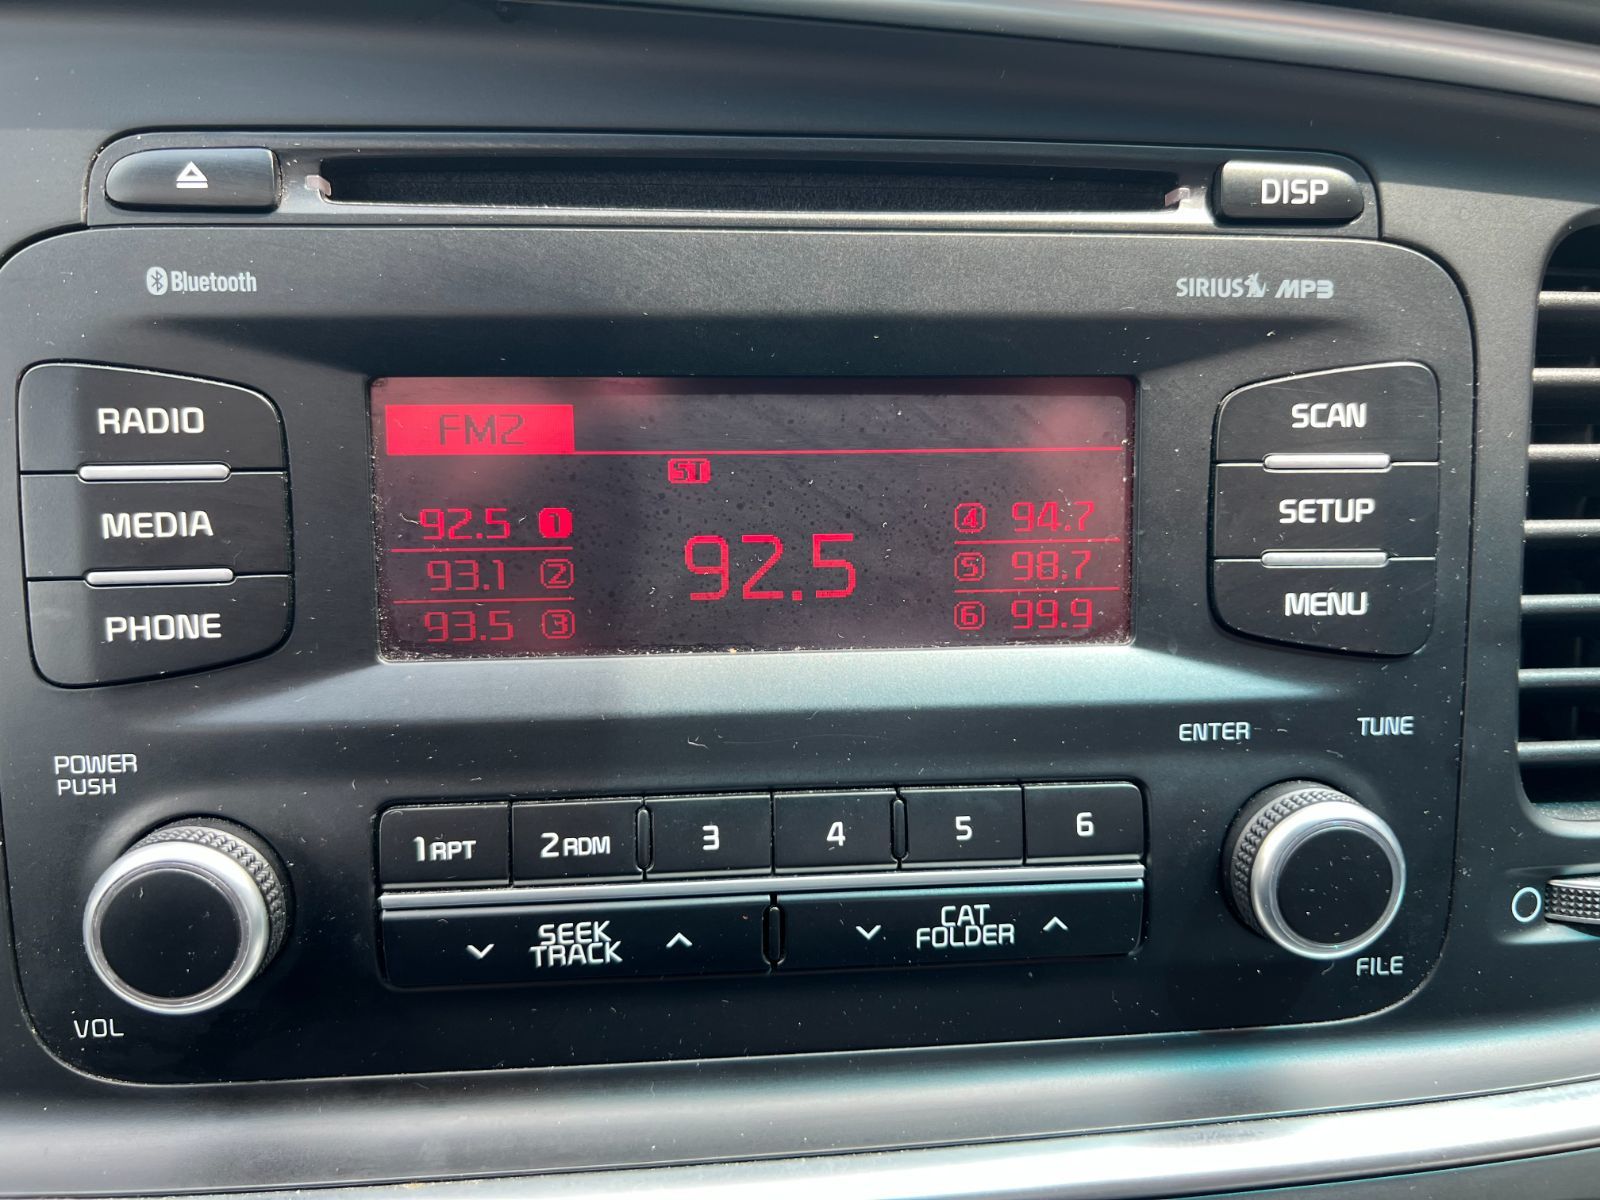 DISP
Bluetooth
SIRIUS MP3
RADIO
MEDIA
PHONE
FM2
ST
92.5 1
93.1 2
93.5 3
92.5
4 94.7
5 98.7
6 99.9
SCAN
SETUP
MENU
POWER
PUSH
VOL
1 RPT
2 RDM
3
4
5
6
SEEK
TRACK
CAT
FOLDER
ENTER
TUNE
FILE